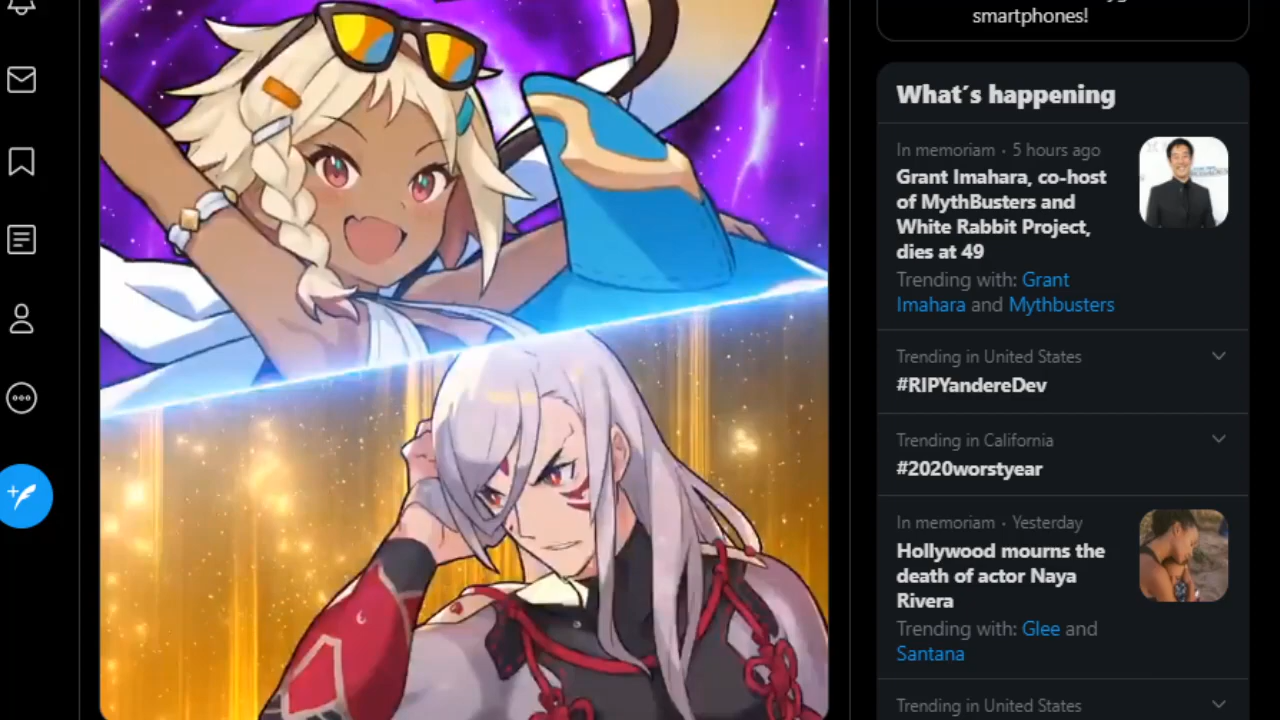 smartphones!
What´s happening
In memoriam · 5 hours ago
Grant Imahara, co-host
of MythBusters and
White Rabbit Project,
dies at 49
Trending with: Grant
Imahara and Mythbusters
Trending in United States
#RIPYandereDev
Trending in California
#2020worstyear
In memoriam · Yesterday
Hollywood mourns the
death of actor Naya
Rivera
Trending with: Glee and
Santana
Trending in United States